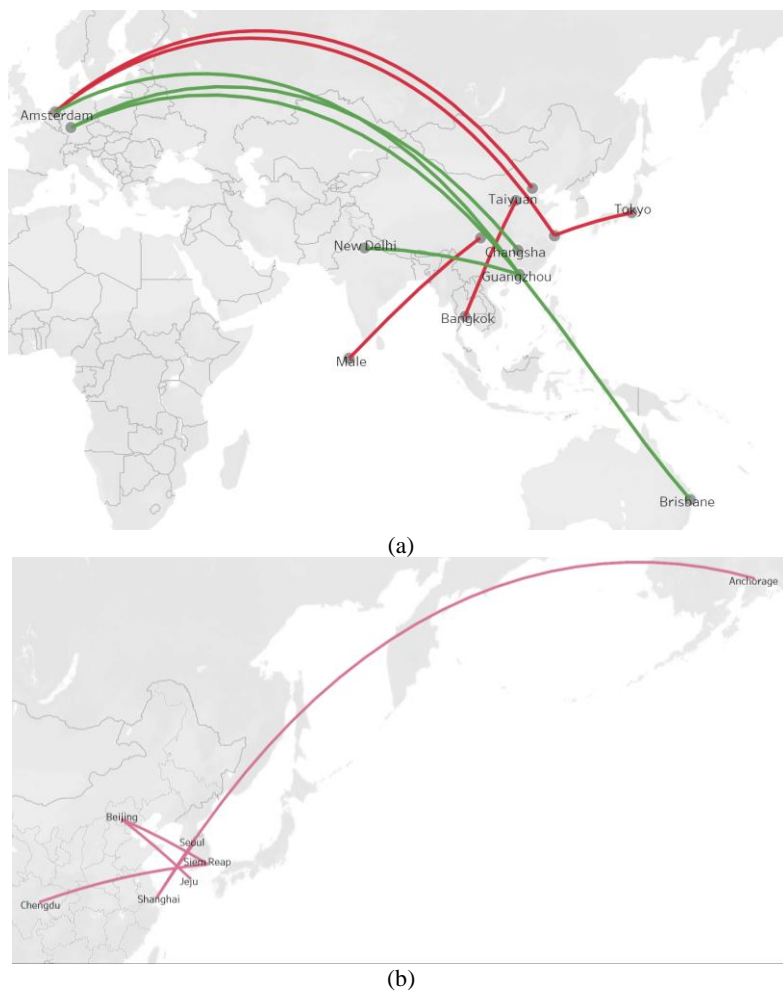 Amsterdam
Taiyuan
Tokyo
New Delhi
Changsha
Guangzhou
Bangkok
Male
Brisbane
(a)
Anchorage
Beijing
Seoul
Siem Reap
Jeju
Chengdu
Shanghai
(b)